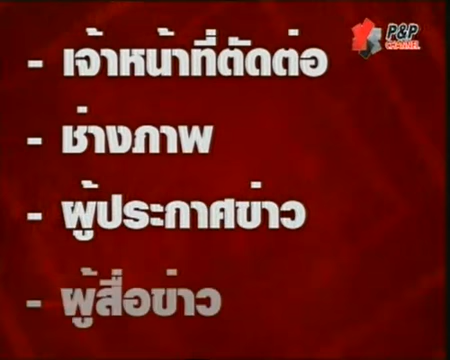 P&P
CHANNEL
- เจ้าหน้าที่ตัดต่อ
- ช่างภาพ
- ผู้ประกาศข่าว
- ผู้สื่อข่าว